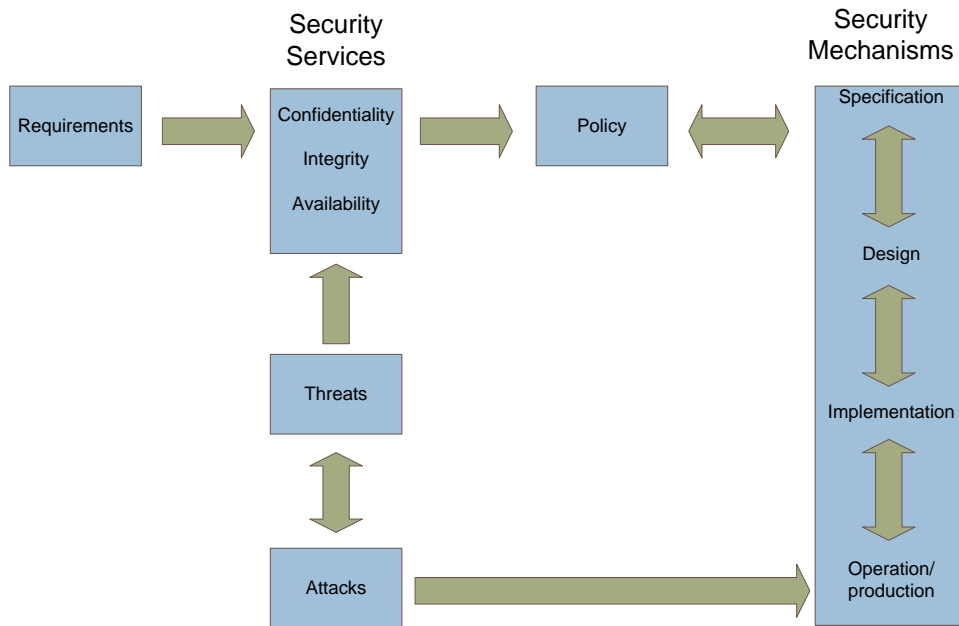 Security
Services
Security
Mechanisms
Requirements
Confidentiality
Integrity
Availability
Policy
Specification
Design
Implementation
Operation/
production
Threats
Attacks